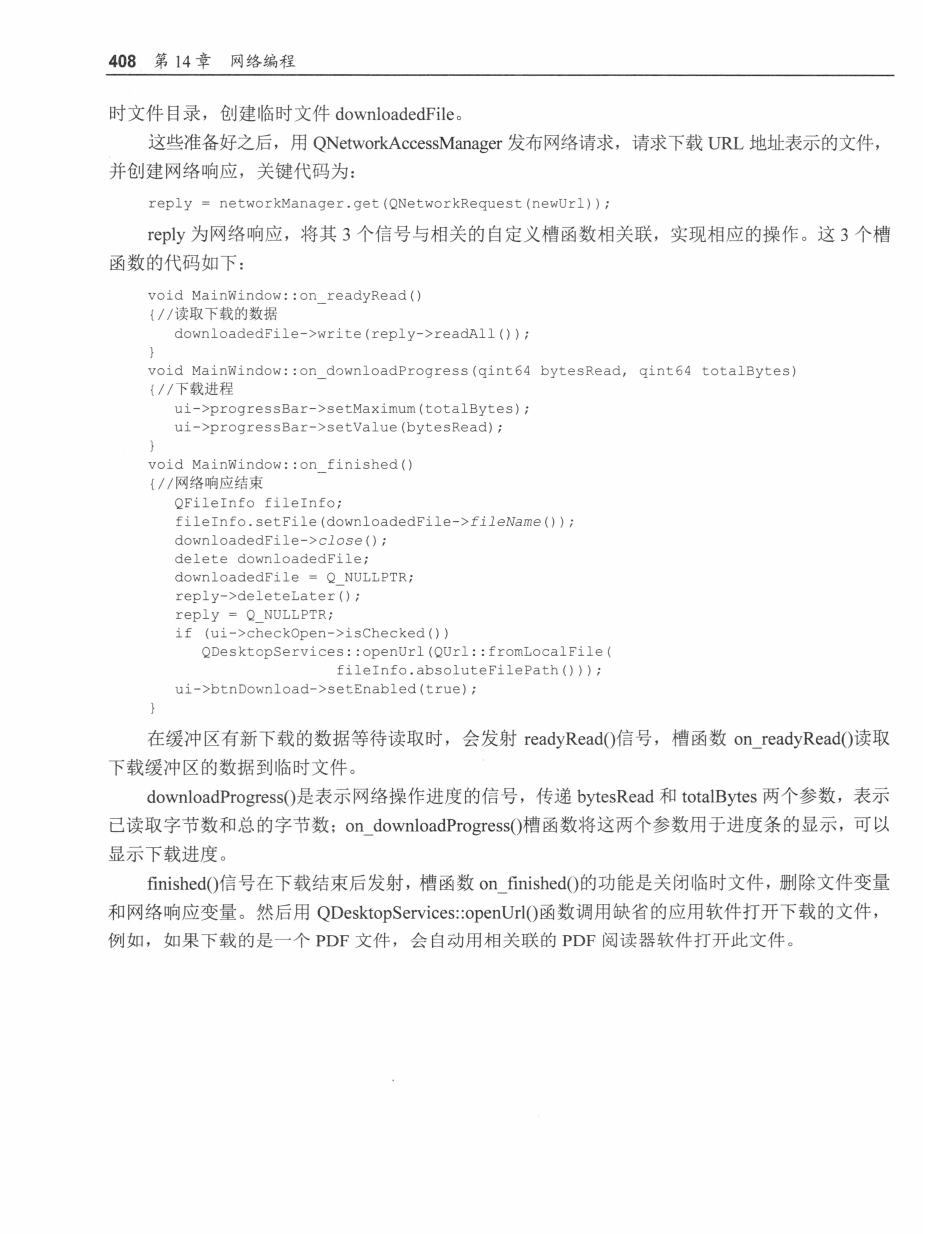 408 第 14 章 网络编程
时文件目录，创建临时文件 downloadedFile。
这些准备好之后，用 QNetworkAccessManager 发布网络请求，请求下载 URL 地址表示的文件，
并创建网络响应，关键代码为：
reply = networkManager.get(QNetworkRequest(newUrl));
reply 为网络响应，将其 3 个信号与相关的自定义槽函数相关联，实现相应的操作。这 3 个槽
函数的代码如下：
void MainWindow::on_readyRead()
{//读取下载的数据
downloadedFile->write(reply->readAll());
}
void MainWindow::on_downloadProgress(qint64 bytesRead, qint64 totalBytes)
{//下载进程
ui->progressBar->setMaximum(totalBytes);
ui->progressBar->setValue(bytesRead);
}
void MainWindow::on_finished()
{//网络响应结束
QFileInfo fileInfo;
fileInfo.setFile(downloadedFile->fileName());
downloadedFile->close();
delete downloadedFile;
downloadedFile = Q_NULLPTR;
reply->deleteLater();
reply = Q_NULLPTR;
if (ui->checkOpen->isChecked())
QDesktopServices::openUrl(QUrl::fromLocalFile(
fileInfo.absoluteFilePath()));
ui->btnDownload->setEnabled(true);
}
在缓冲区有新下载的数据等待读取时，会发射 readyRead()信号，槽函数 on_readyRead()读取
下载缓冲区的数据到临时文件。
downloadProgress()是表示网络操作进度的信号，传递 bytesRead 和 totalBytes 两个参数，表示
已读取字节数和总的字节数；on_downloadProgress()槽函数将这两个参数用于进度条的显示，可以
显示下载进度。
finished()信号在下载结束后发射，槽函数 on_finished()的功能是关闭临时文件，删除文件变量
和网络响应变量。然后用 QDesktopServices::openUrl()函数调用缺省的应用软件打开下载的文件，
例如，如果下载的是一个 PDF 文件，会自动用相关联的 PDF 阅读器软件打开此文件。